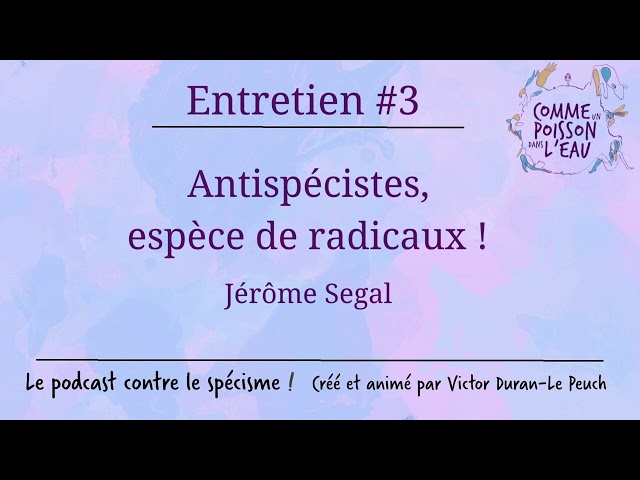 Entretien #3
COMME UN
POISSON
DANS L'EAU
Antispécistes,
espèce de radicaux !
Jérôme Segal
Le podcast contre le spécisme ! Créé et animé par Victor Duran-Le Peuch